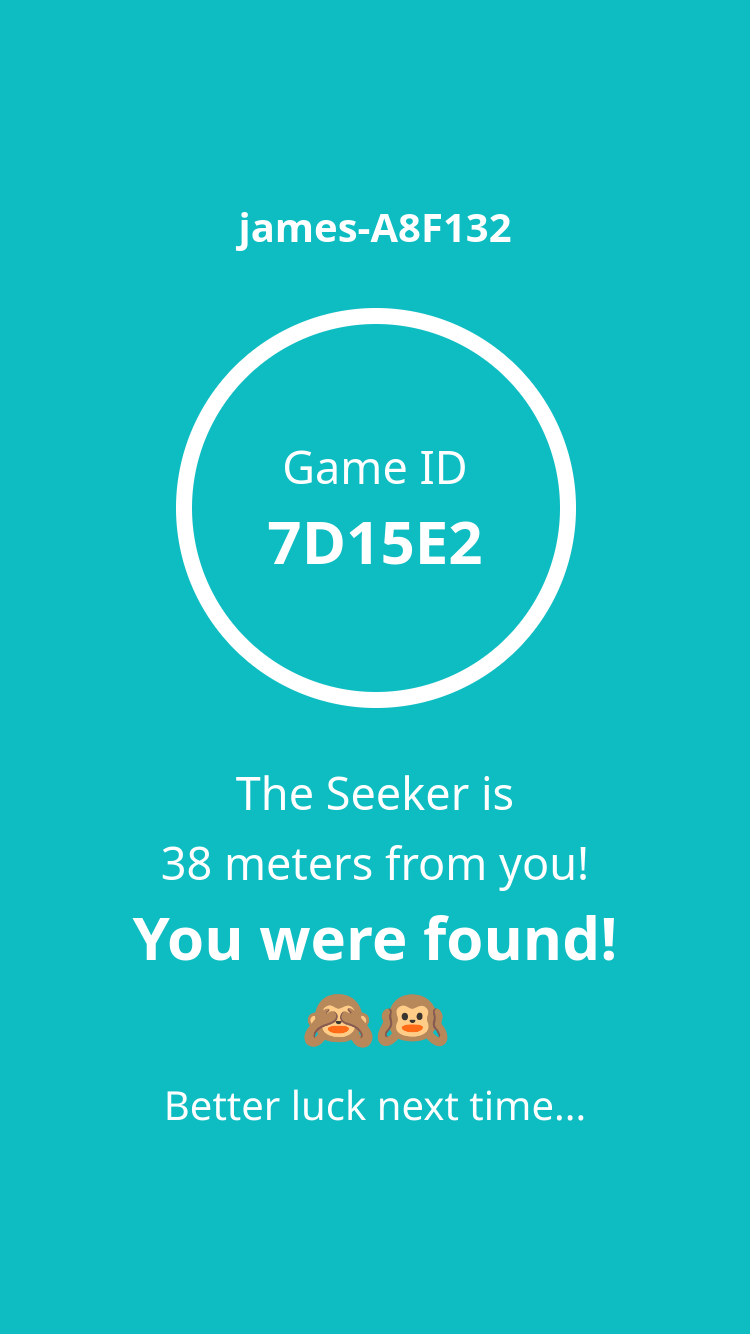 james-A8F132
Game ID
7D15E2
The Seeker is
38 meters from you!
You were found!
🙈🙉
Better luck next time...